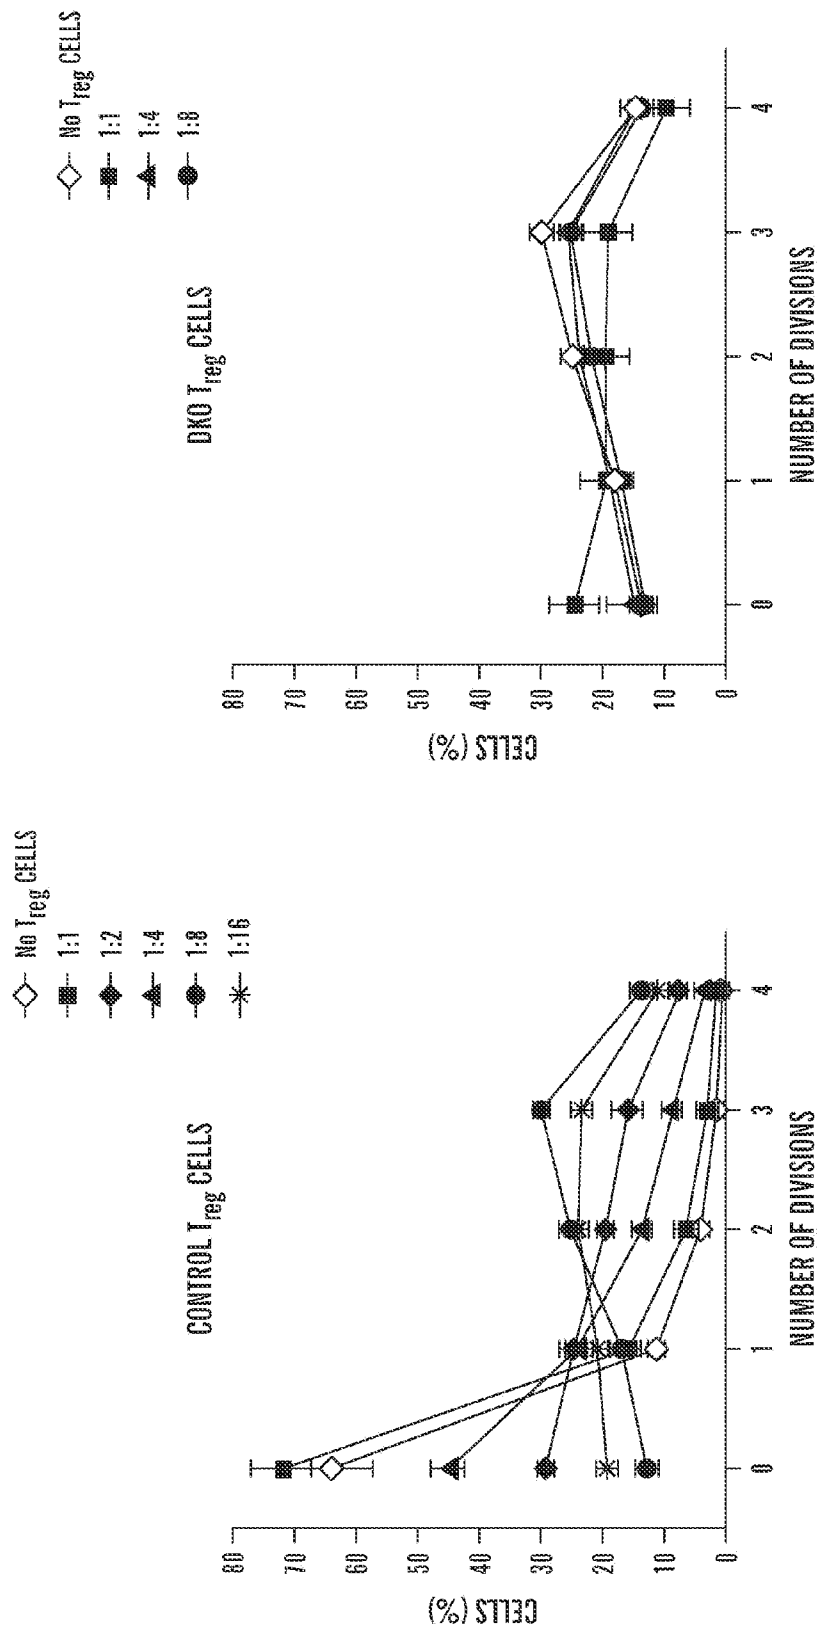 CONTROL Treg CELLS
No Treg CELLS
1:1
1:2
1:4
1:8
1:16
CELLS (%)
80
70
60
50
40
30
20
10
0
0 1 2 3 4
NUMBER OF DIVISIONS
DKO Treg CELLS
No Treg CELLS
1:1
1:4
1:8
CELLS (%)
80
70
60
50
40
30
20
10
0
0 1 2 3 4
NUMBER OF DIVISIONS